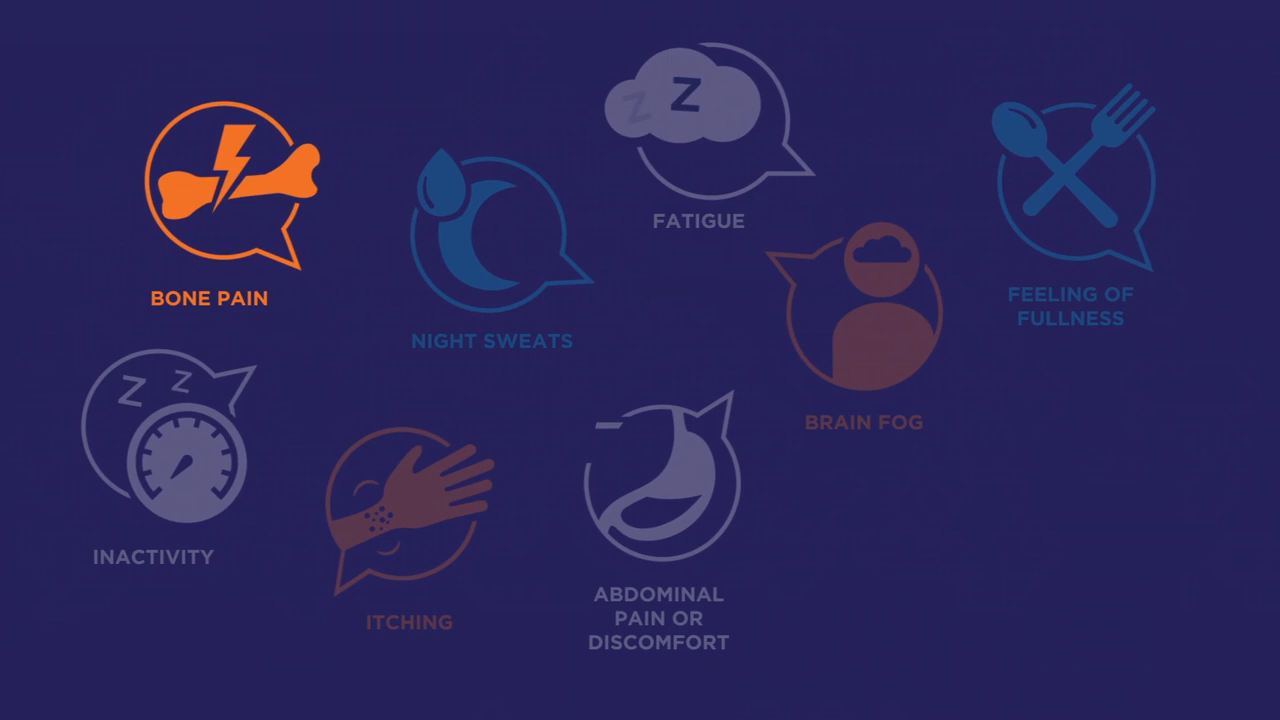 Z
Z
FATIGUE
BONE PAIN
NIGHT SWEATS
FEELING OF
FULLNESS
BRAIN FOG
Z Z
INACTIVITY
ITCHING
ABDOMINAL
PAIN OR
DISCOMFORT